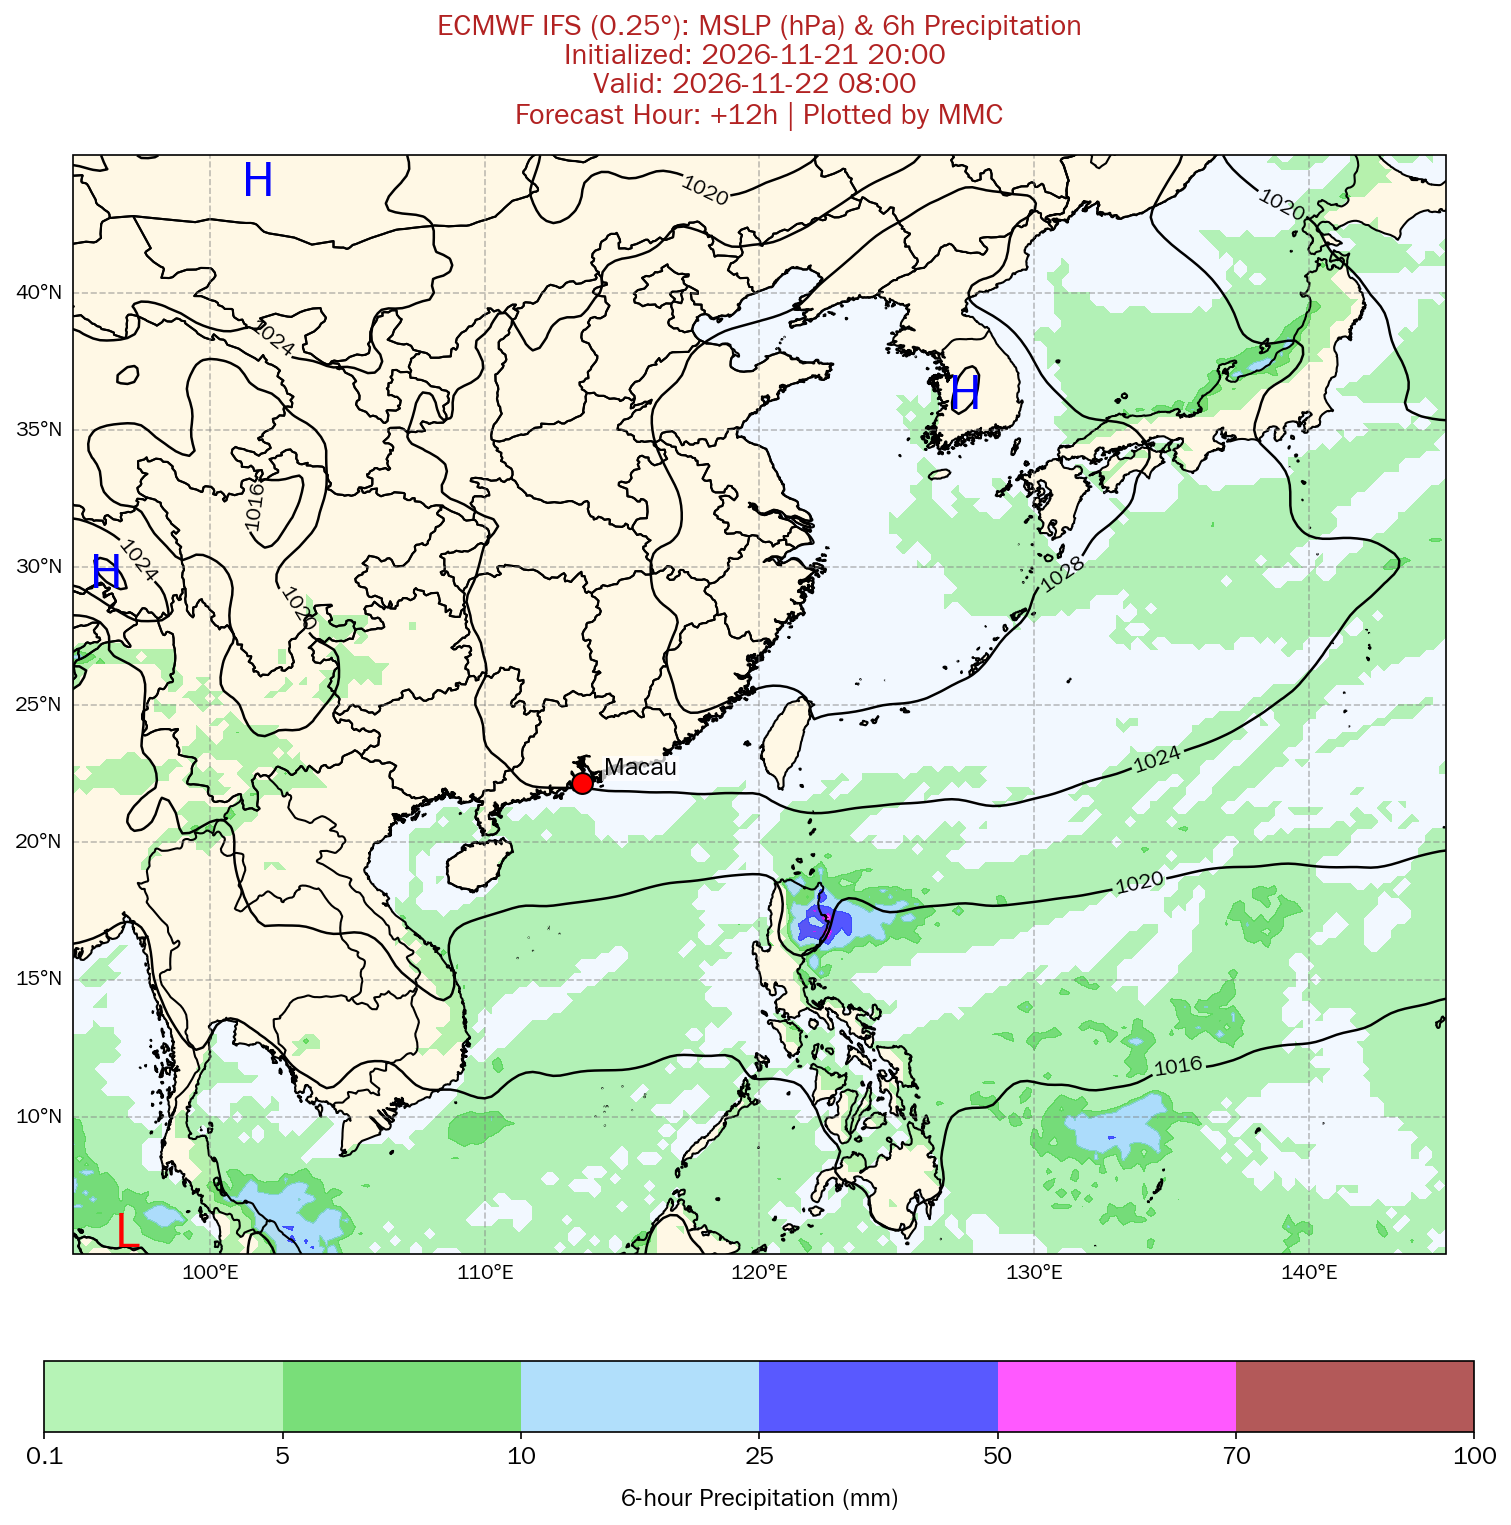 ECMWF IFS (0.25°): MSLP (hPa) & 6h Precipitation
Initialized: 2026-11-21 20:00
Valid: 2026-11-22 08:00
Forecast Hour: +12h | Plotted by MMC
H
1020
1020
40°N
1024
H
35°N
1016
1024
H
30°N
1028
1020
25°N
1024
Macau
20°N
1020
15°N
1016
10°N
L
100°E 110°E 120°E 130°E 140°E
0.1 5 10 25 50 70 100
6-hour Precipitation (mm)